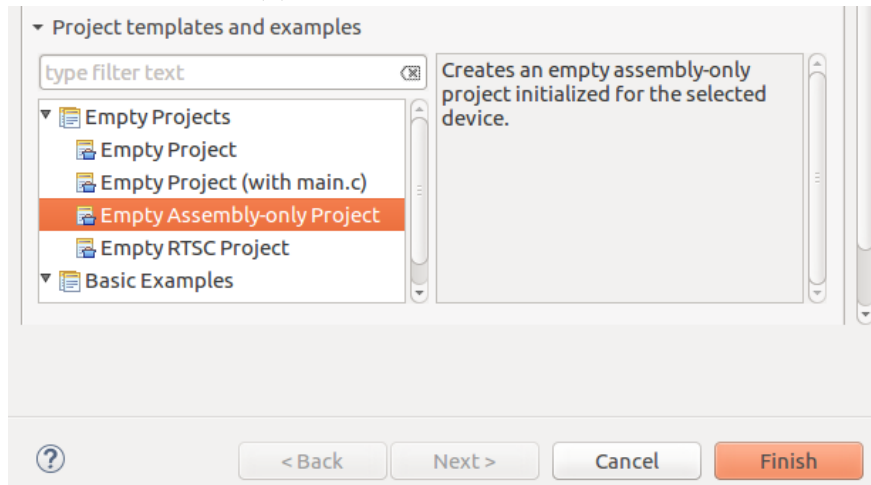 Project templates and examples
type filter text
Creates an empty assembly-only
project initialized for the selected
device.
Empty Projects
Empty Project
Empty Project (with main.c)
Empty Assembly-only Project
Empty RTSC Project
Basic Examples
? < Back Next > Cancel Finish